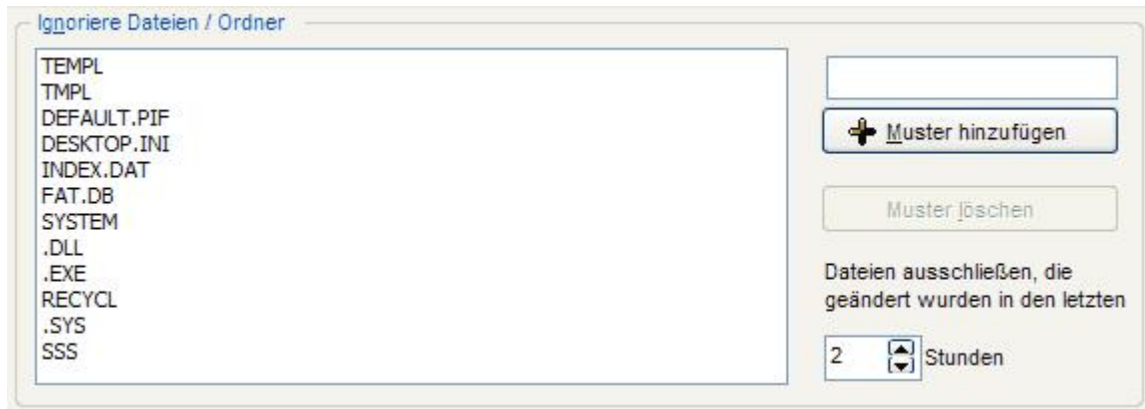 Ignoriere Dateien / Ordner
TEMPL
TMPL
DEFAULT.PIF
DESKTOP.INI
INDEX.DAT
FAT.DB
SYSTEM
.DLL
.EXE
RECYCL
.SYS
SSS
Muster hinzufügen
Muster löschen
Dateien ausschließen, die
geändert wurden in den letzten
2 Stunden